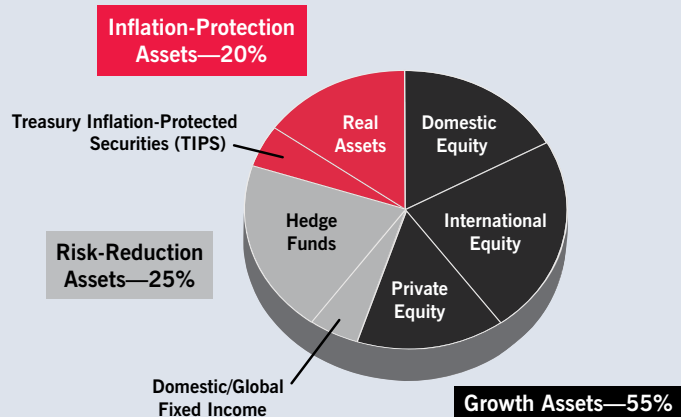 Inflation-Protection
Assets—20%
Treasury Inflation-Protected
Securities (TIPS)
Real
Assets
Domestic
Equity
Hedge
Funds
International
Equity
Risk-Reduction
Assets—25%
Private
Equity
Domestic/Global
Fixed Income
Growth Assets—55%